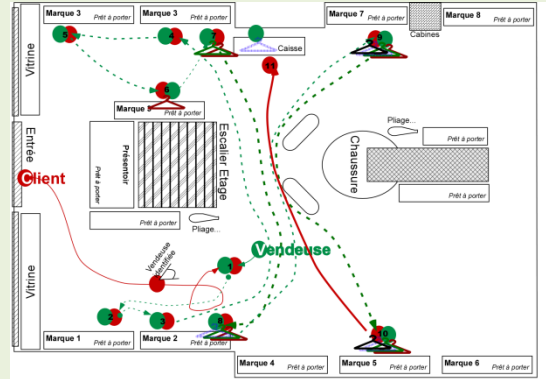 Marque 3
Prêt à porter
Marque 3
Prêt à porter
Marque 7
Prêt à porter
Cabines
Marque 8
Prêt à porter
5
4
7
Caisse
9
11
Vitrine
6
Marque
Prêt à porter
Entrée
Prêt à porter
Présentoir
Escalier Etage
Pliage...
Prêt à porter
Chaussure
Prêt à porter
Client
Prêt à porter
Pliage...
Vendeuse
identifiée
Vendeuse
1
Vitrine
2
3
8
10
Marque 1
Prêt à porter
Marque 2
Prêt à porter
Marque 4
Prêt à porter
Marque 5
Prêt à porter
Marque 6
Prêt à porter